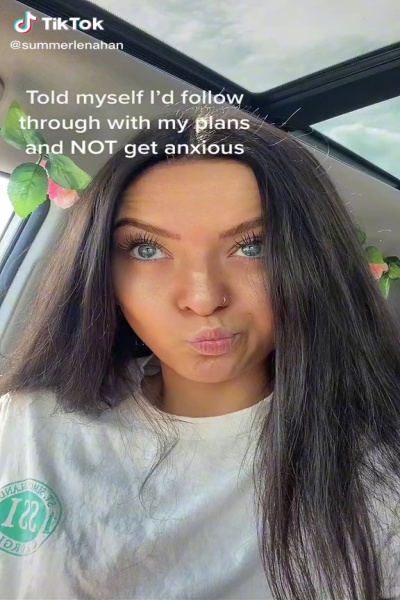 TikTok
@summerlenahan
Told myself I'd follow
through with my plans
and NOT get anxious